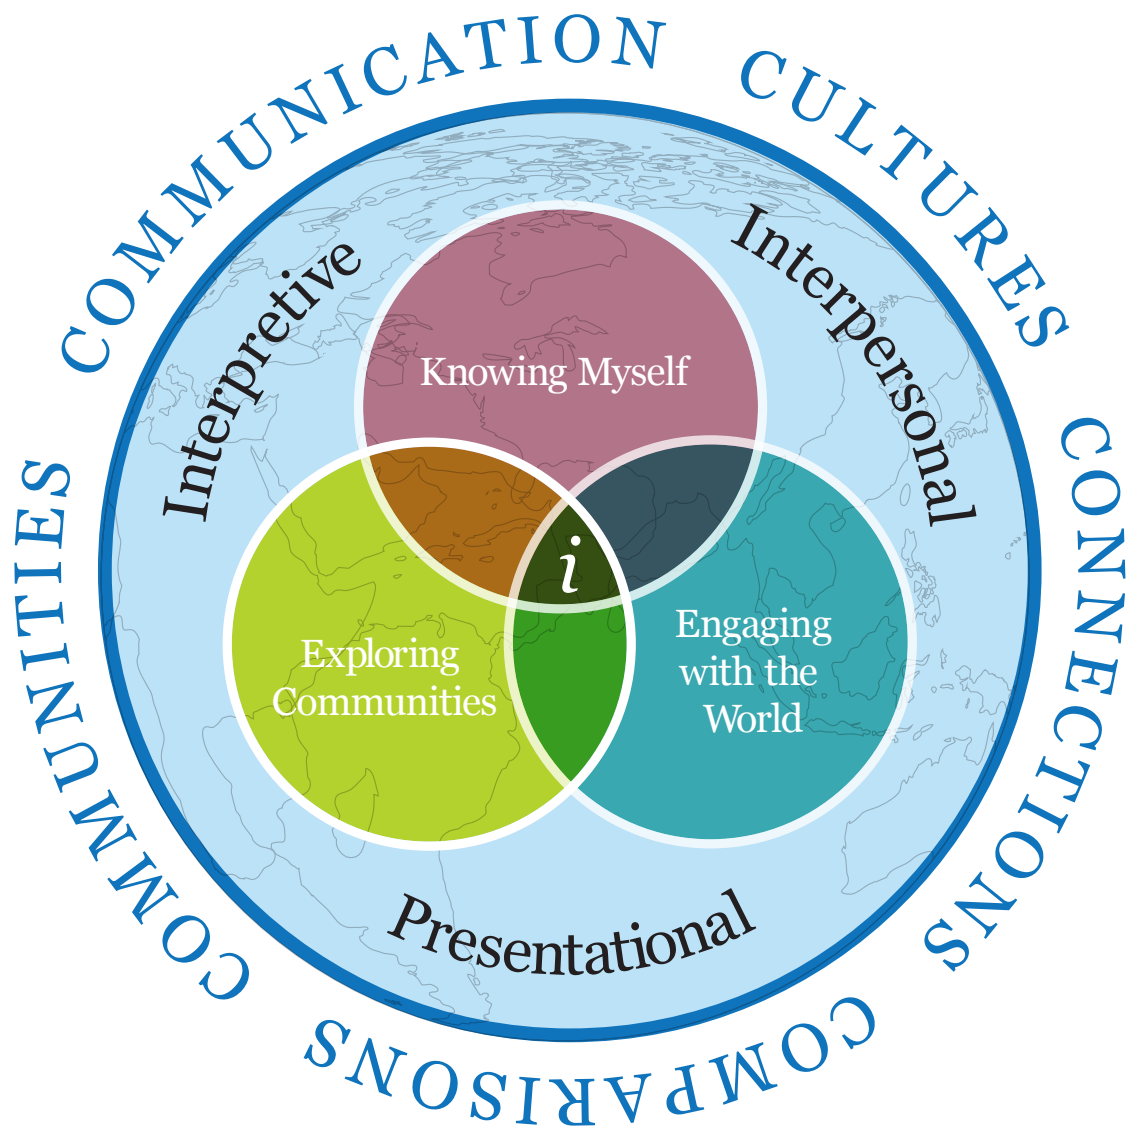 COMMUNICATION
CULTURES
CONNECTIONS
COMPARISONS
COMMUNITIES
Interpretive
Interpersonal
Presentational
Knowing Myself
i
Exploring
Communities
Engaging
with the
World